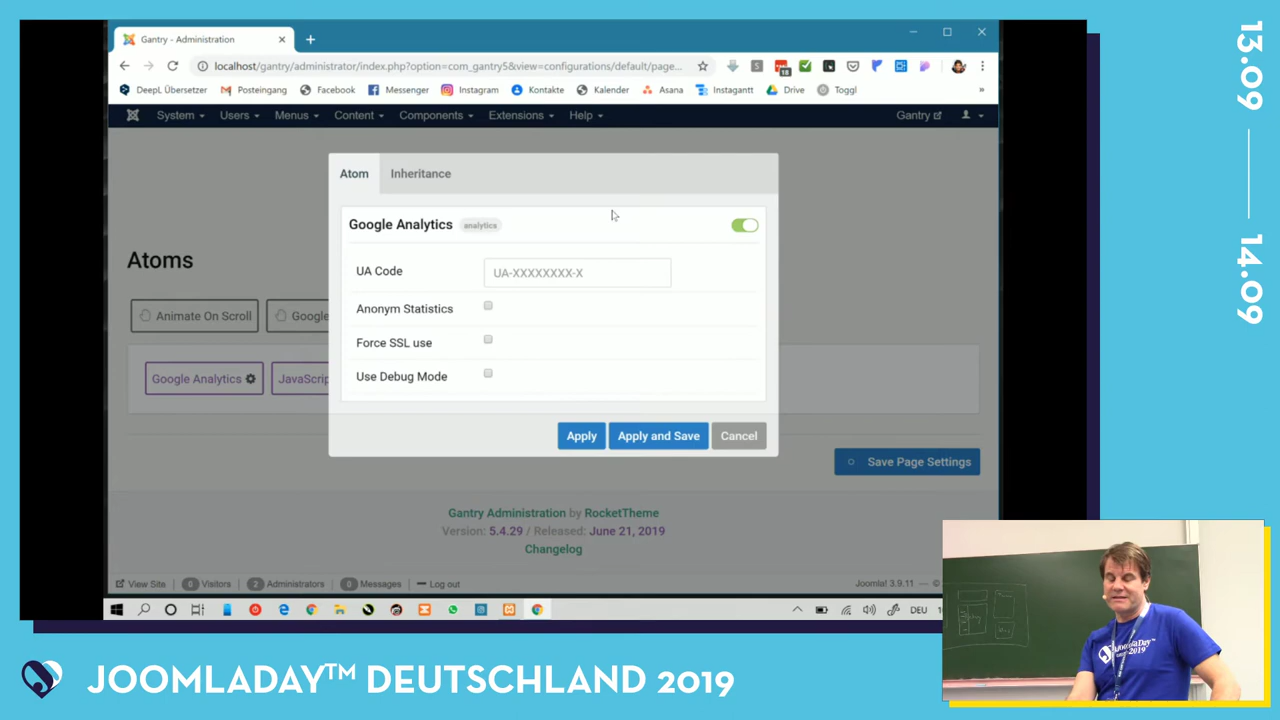 Gantry - Administration
localhost/gantry/administrator/index.php?option=com_gantry5&view=configurations/default/page...
18
DeepL Übersetzer
Posteingang
Facebook
Messenger
Instagram
Kontakte
Kalender
Asana
Instagantt
Drive
Toggl
»
System
Users
Menus
Content
Components
Extensions
Help
Gantry
Atom
Inheritance
Google Analytics
analytics
UA Code
UA-XXXXXXXX-X
Anonym Statistics
Force SSL use
Use Debug Mode
Apply
Apply and Save
Cancel
Atoms
Animate On Scroll
Google
Google Analytics
JavaScrip
Save Page Settings
Gantry Administration by RocketTheme
Version: 5.4.29 / Released: June 21, 2019
Changelog
View Site
0 Visitors
2 Administrators
0 Messages
Log out
Joomla! 3.9.11 — ©
DEU
13.09
14.09
JOOMLADAY™ DEUTSCHLAND 2019
JoomlaDay
2019